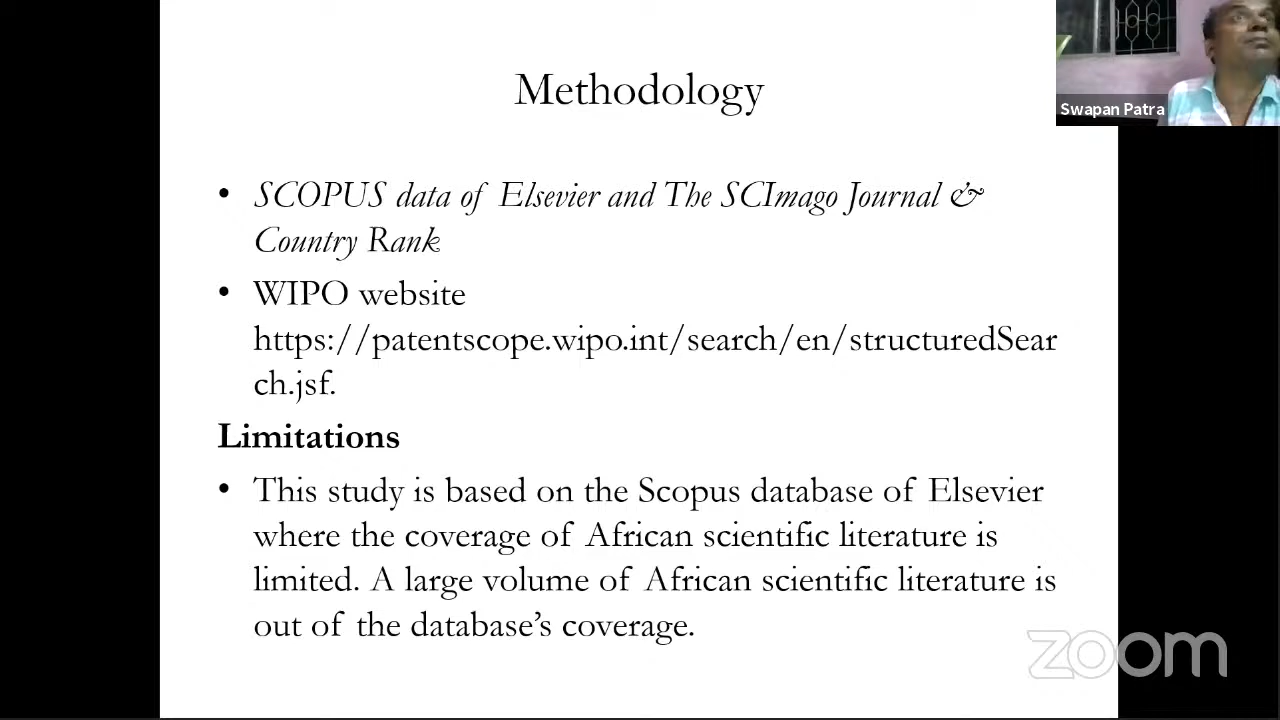 Methodology
Swapan Patra
• SCOPUS data of Elsevier and The SCImago Journal &
Country Rank
• WIPO website
https://patentscope.wipo.int/search/en/structuredSear
ch.jsf.
Limitations
• This study is based on the Scopus database of Elsevier
where the coverage of African scientific literature is
limited. A large volume of African scientific literature is
out of the database’s coverage.
zoom